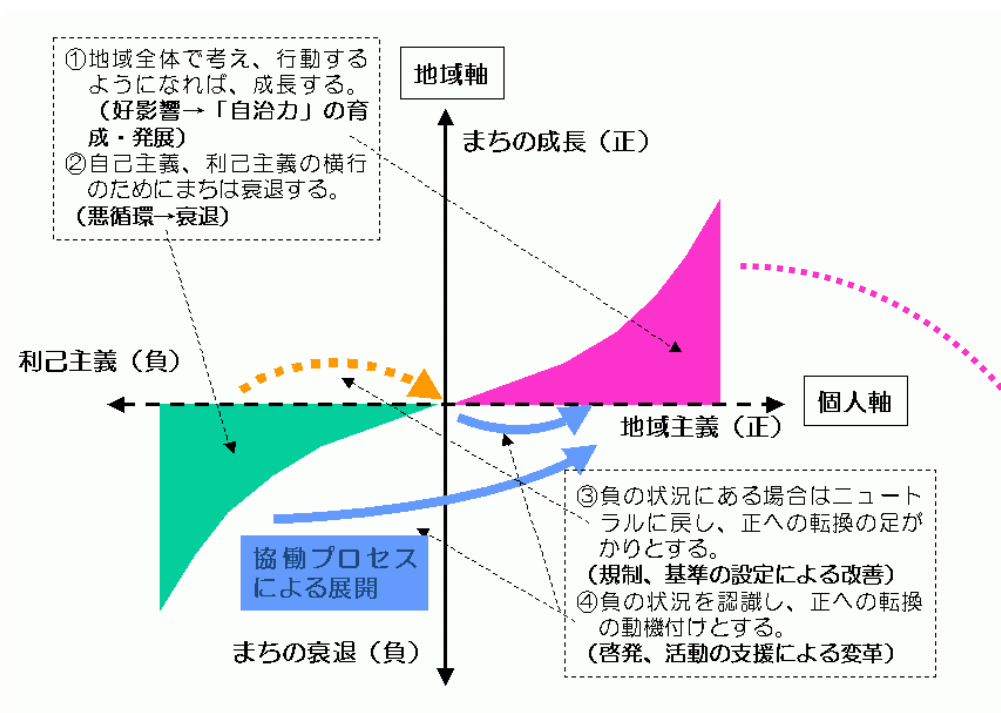 ①地域全体で考え、行動する
ようになれば、成長する。
（好影響→「自治力」の育
成・発展）
②自己主義、利己主義の横行
のためにまちは衰退する。
（悪循環→衰退）
地域軸
まちの成長（正）
利己主義（負）
個人軸
地域主義（正）
③負の状況にある場合はニュート
ラルに戻し、正への転換の足が
かりとする。
（規制、基準の設定による改善）
④負の状況を認識し、正への転換
の動機付けとする。
（啓発、活動の支援による変革）
協働プロセス
による展開
まちの衰退（負）